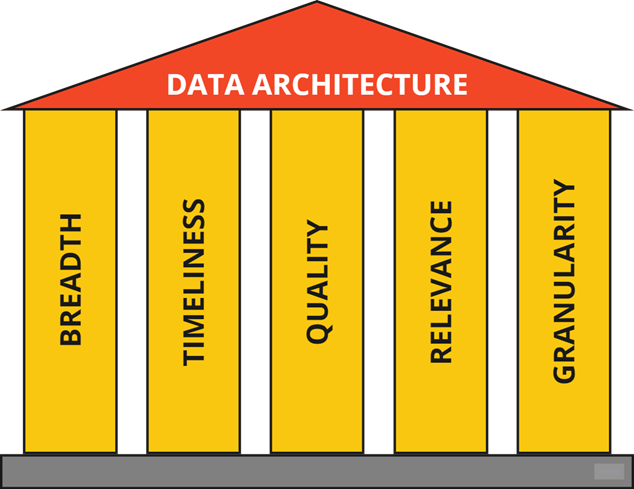 DATA ARCHITECTURE
BREADTH
TIMELINESS
QUALITY
RELEVANCE
GRANULARITY